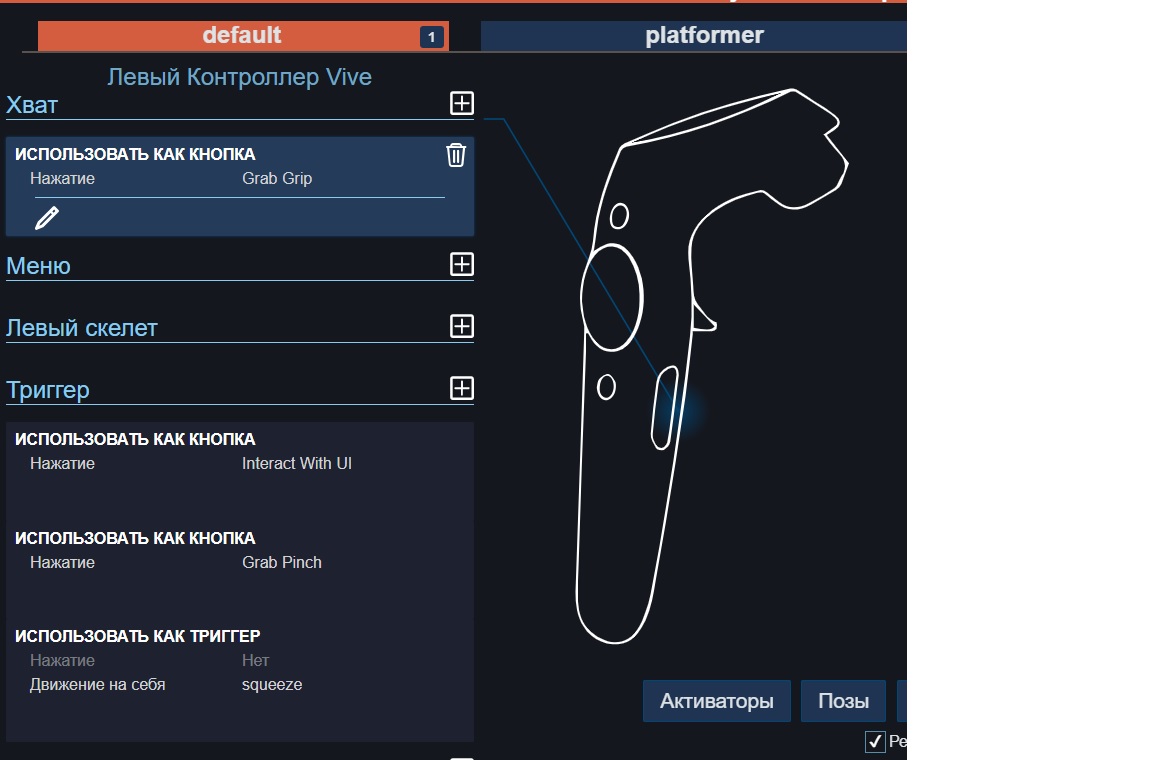 default 1 platformer
Левый Контроллер Vive
Хват
ИСПОЛЬЗОВАТЬ КАК КНОПКА
Нажатие Grab Grip
Меню
Левый скелет
Триггер
ИСПОЛЬЗОВАТЬ КАК КНОПКА
Нажатие Interact With UI
ИСПОЛЬЗОВАТЬ КАК КНОПКА
Нажатие Grab Pinch
ИСПОЛЬЗОВАТЬ КАК ТРИГГЕР
Нажатие Нет
Движение на себя squeeze
Активаторы Позы
Ре